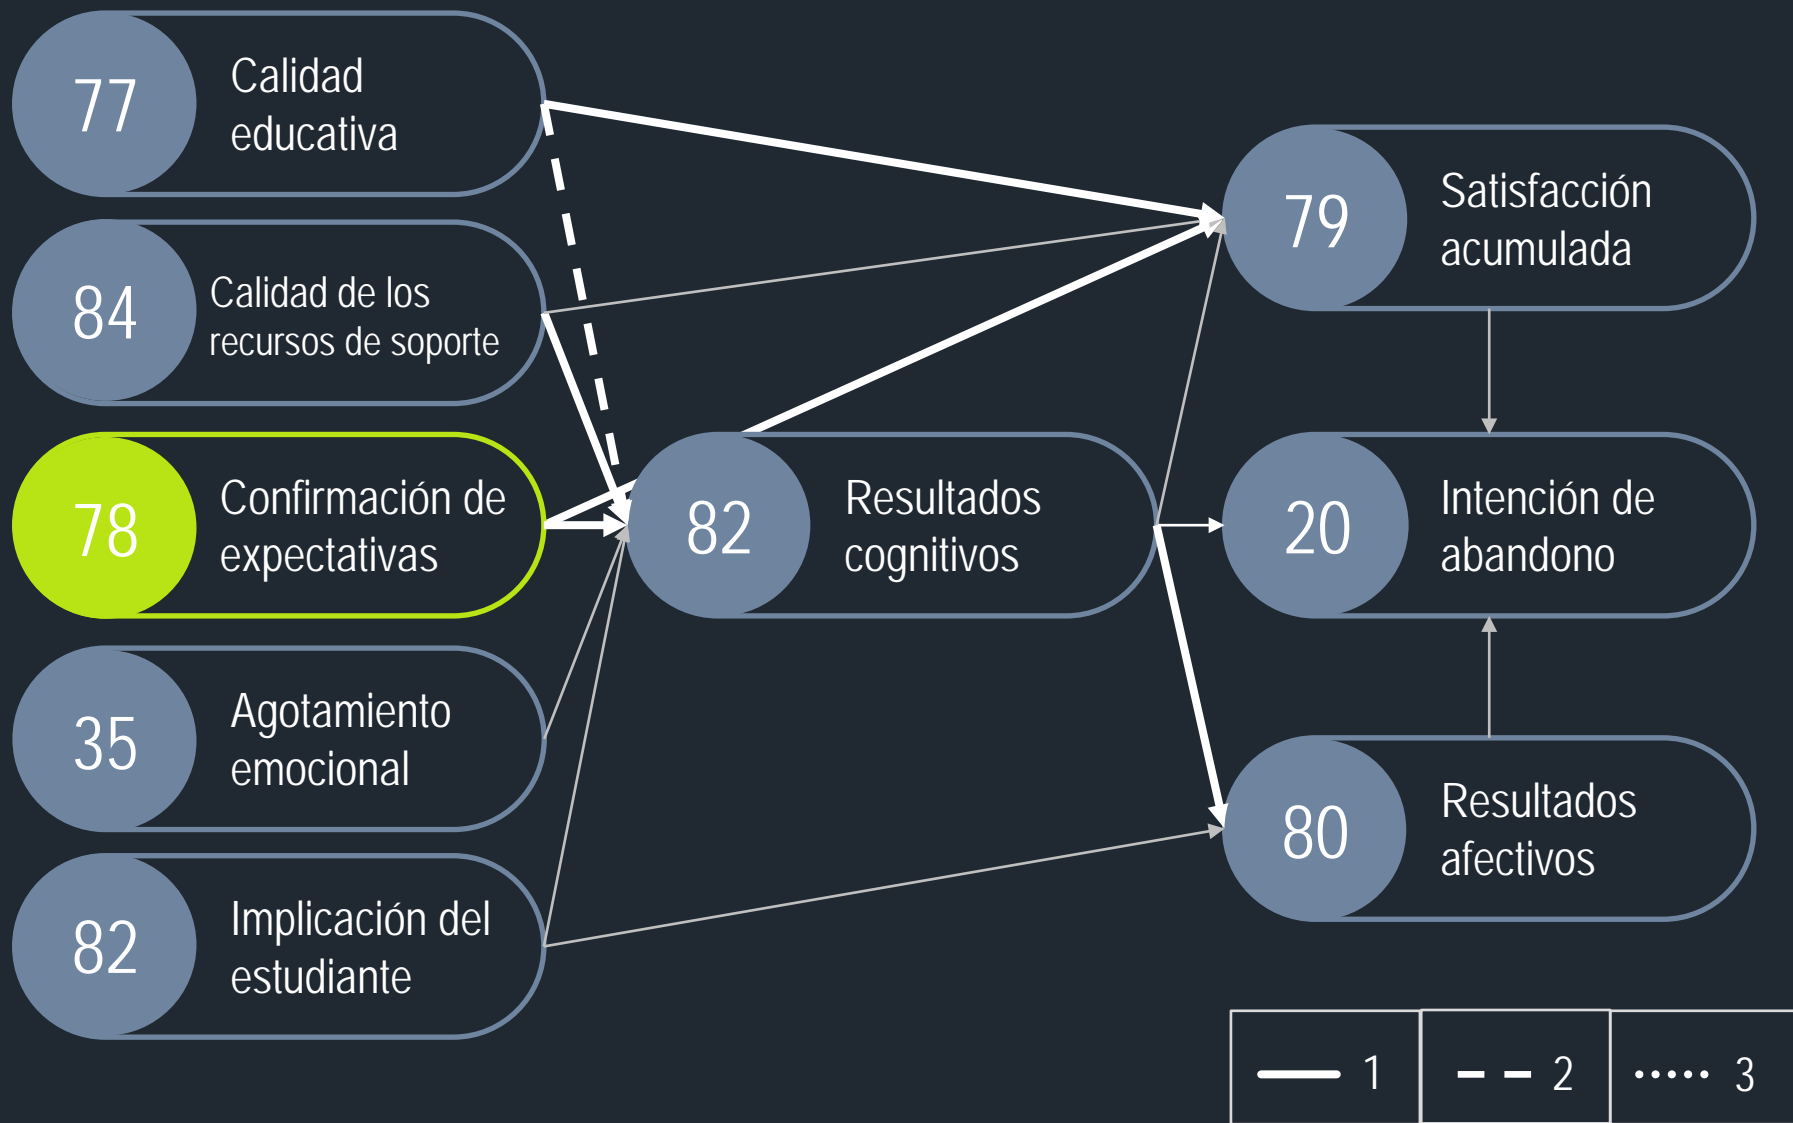 77
Calidad
educativa
84
Calidad de los
recursos de soporte
78
Confirmación de
expectativas
35
Agotamiento
emocional
82
Implicación del
estudiante
82
Resultados
cognitivos
79
Satisfacción
acumulada
20
Intención de
abandono
80
Resultados
afectivos
1
2
3